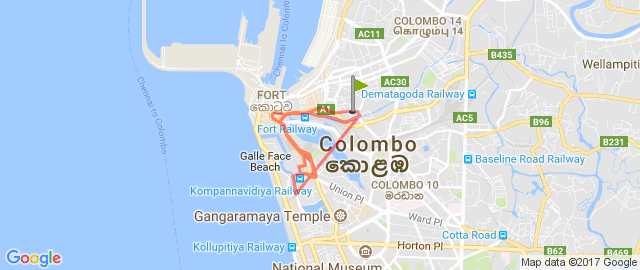 COLOMBO 14
கொழும்பு 14
AC11
B435
Wellampiti
Chennai to Colombo
Chennai to Colombo
FORT
කොටුව
AC30
Dematagoda Railway
A1
Fort Railway
AC5
B96
B231
Colombo
කොළඹ
Galle Face
Beach
Baseline Road Railway
Kompannavidiya Railway
Union Pl
COLOMBO 10
මරදාන
Gangaramaya Temple
Ward Pl
Cotta Road
Kollupitiya Railway
Horton Pl
National Museum
B62
B240
Google
Map data ©2017 Google